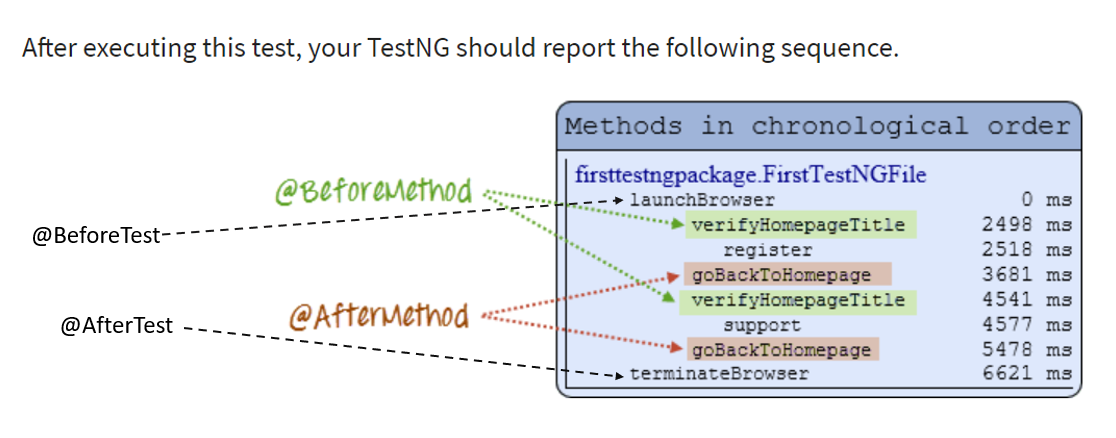 After executing this test, your TestNG should report the following sequence.
Methods in chronological order
firsttestngpackage.FirstTestNGFile
@BeforeMethod
launchBrowser 0 ms
@BeforeTest
verifyHomepageTitle 2498 ms
register 2518 ms
goBackToHomepage 3681 ms
verifyHomepageTitle 4541 ms
@AfterMethod
@AfterTest
support 4577 ms
goBackToHomepage 5478 ms
terminateBrowser 6621 ms